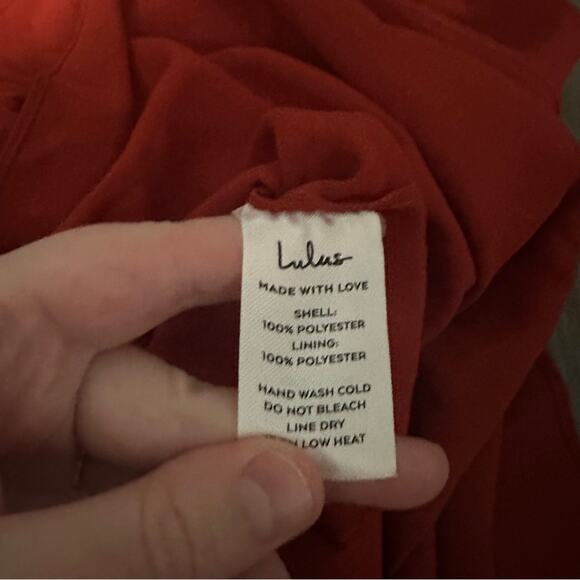 Lulus
MADE WITH LOVE
SHELL:
100% POLYESTER
LINING:
100% POLYESTER
HAND WASH COLD
DO NOT BLEACH
LINE DRY
LOW HEAT